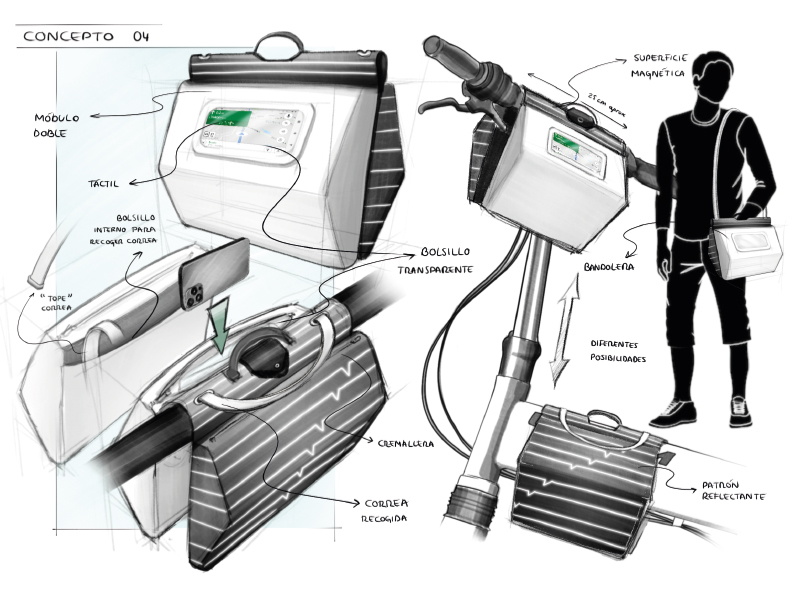 CONCEPTO 04
MÓDULO
DOBLE
TÁCTIL
BOLSILLO
INTERNO PARA
RECOGER CORREA
"TOPE"
CORREA
BOLSILLO
TRANSPARENTE
CREMALLERA
CORREA
RECOGIDA
SUPERFICIE
MAGNÉTICA
25 cm aprox
BANDOLERA
DIFERENTES
POSIBILIDADES
PATRÓN
REFLECTANTE